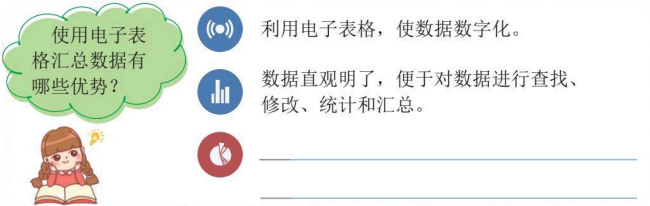 使用电子表
格汇总数据有
哪些优势？
利用电子表格，使数据数字化。
数据直观明了，便于对数据进行查找、
修改、统计和汇总。